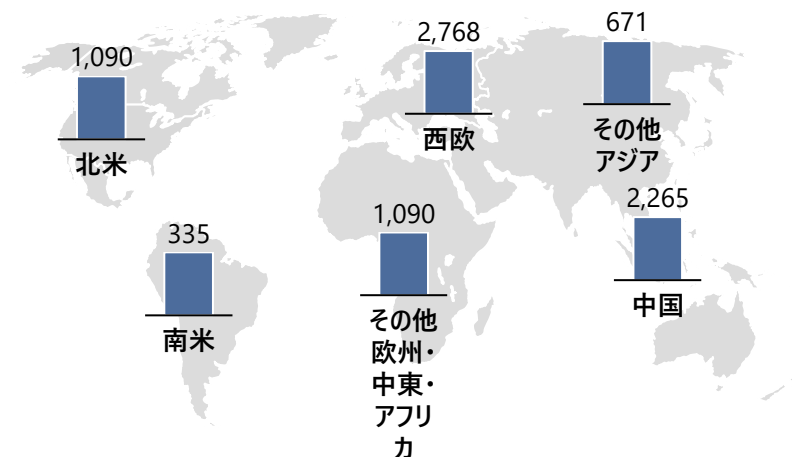 1,090
北米
2,768
西欧
671
その他
アジア
335
南米
1,090
その他
欧州・
中東・
アフリ
カ
2,265
中国